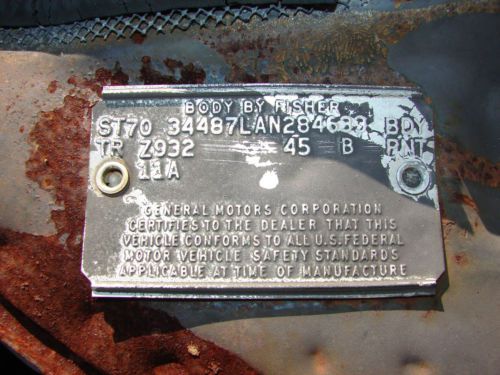 BODY BY FISHER
ST70 34487LAN284684 BDY
TR Z932 45 B PNT
11A
GENERAL MOTORS CORPORATION
CERTIFIES TO THE DEALER THAT THIS
VEHICLE CONFORMS TO ALL U.S. FEDERAL
MOTOR VEHICLE SAFETY STANDARDS
APPLICABLE AT TIME OF MANUFACTURE